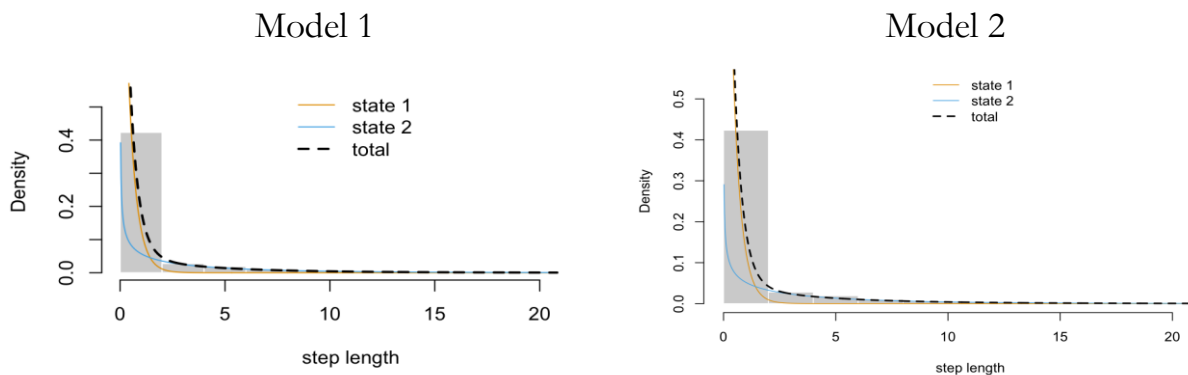 Model 1
Density
0.0
0.2
0.4
state 1
state 2
total
0 5 10 15 20
step length
Model 2
Density
0.0
0.1
0.2
0.3
0.4
0.5
state 1
state 2
total
0 5 10 15 20
step length